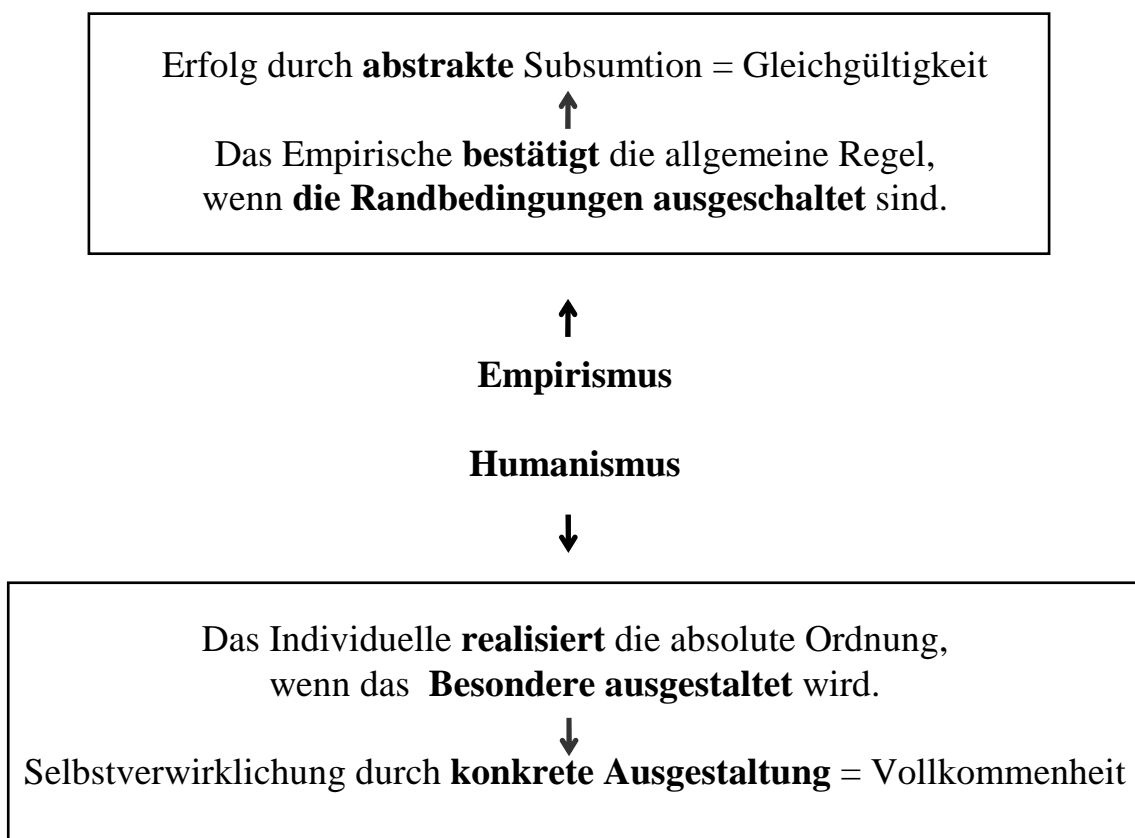 Erfolg durch abstrakte Subsumtion = Gleichgültigkeit
Das Empirische bestätigt die allgemeine Regel,
wenn die Randbedingungen ausgeschaltet sind.
Empirismus
Humanismus
Das Individuelle realisiert die absolute Ordnung,
wenn das Besondere ausgestaltet wird.
Selbstverwirklichung durch konkrete Ausgestaltung = Vollkommenheit